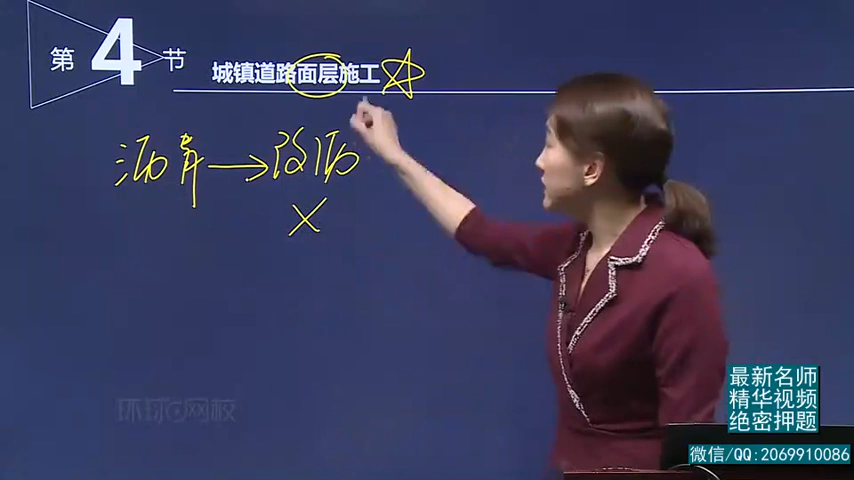 第4节
城镇道路面层施工
沥青→改沥
×
环球网校
最新名师
精华视频
绝密押题
微信/QQ:2069910086